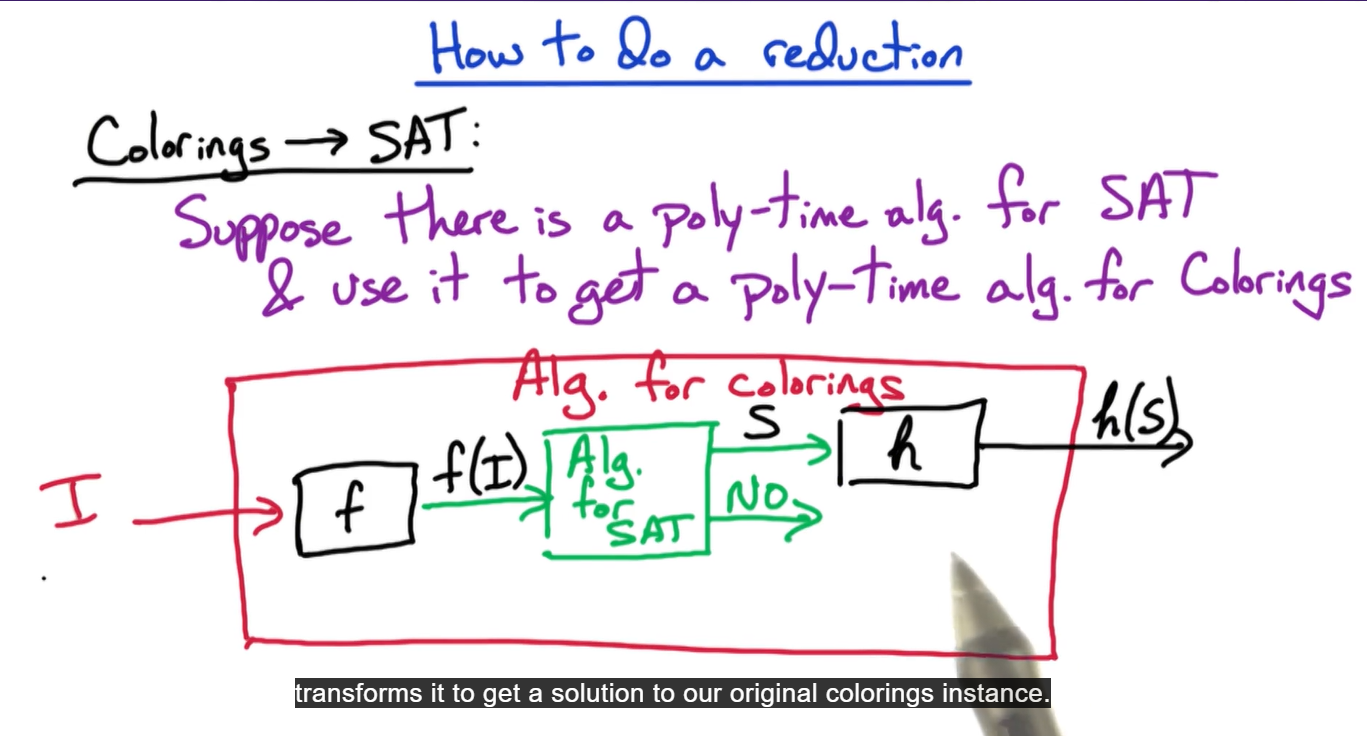 How to do a reduction
Colorings → SAT:
Suppose there is a poly-time alg. for SAT
& use it to get a poly-time alg. for Colorings
Alg. for colorings
I
f
f(I)
Alg.
for
SAT
S
NO
h
h(S)
transforms it to get a solution to our original colorings instance.